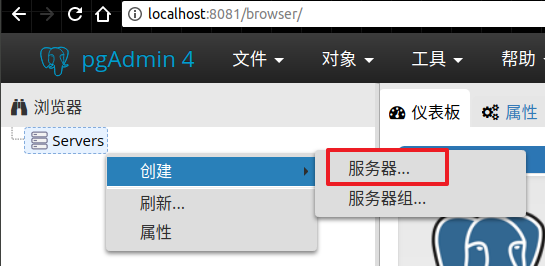 localhost:8081/browser/
pgAdmin 4 文件 对象 工具 帮助
浏览器 仪表板 属性
Servers
创建 服务器...
刷新... 服务器组...
属性